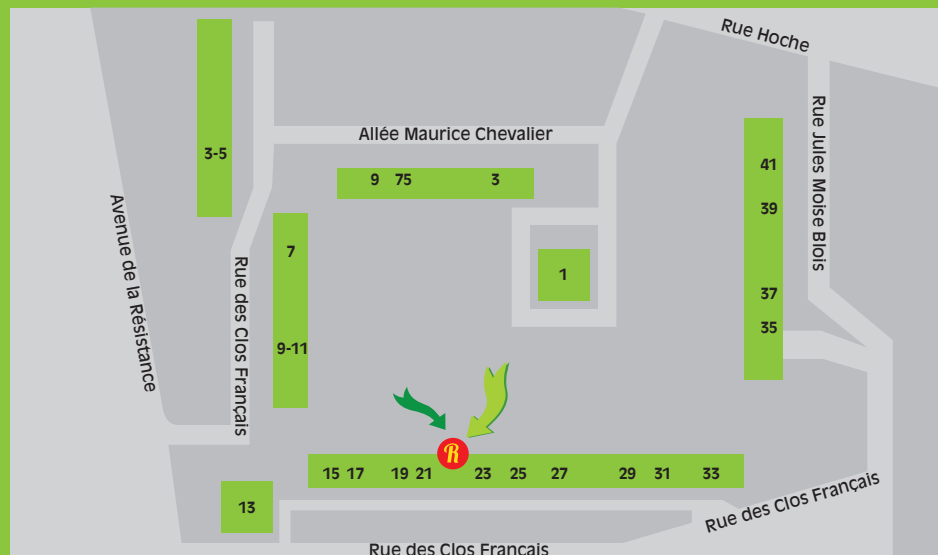 Rue Hoche
Rue Jules Moise Blois
Allée Maurice Chevalier
3-5
9 75 3
41
39
37
35
Avenue de la Résistance
Rue des Clos Français
7
9-11
1
R
15 17 19 21 23 25 27 29 31 33
13
Rue des Clos Français
Rue des Clos Français